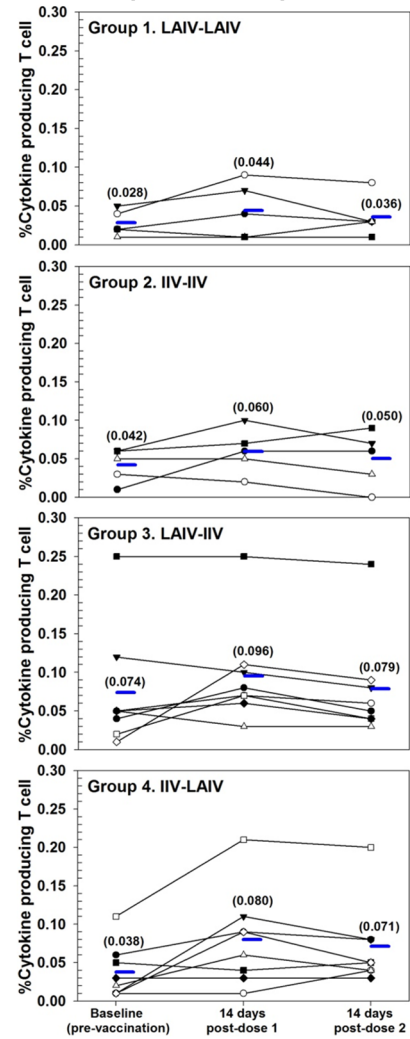 Group 1. LAIV-LAIV
%Cytokine producing T cell
0.30
0.25
0.20
0.15
0.10
0.05
0.00
(0.028)
(0.044)
(0.036)
Group 2. IIV-IIV
%Cytokine producing T cell
0.30
0.25
0.20
0.15
0.10
0.05
0.00
(0.042)
(0.060)
(0.050)
Group 3. LAIV-IIV
%Cytokine producing T cell
0.30
0.25
0.20
0.15
0.10
0.05
0.00
(0.074)
(0.096)
(0.079)
Group 4. IIV-LAIV
%Cytokine producing T cell
0.30
0.25
0.20
0.15
0.10
0.05
0.00
(0.038)
(0.080)
(0.071)
Baseline
(pre-vaccination)
14 days
post-dose 1
14 days
post-dose 2